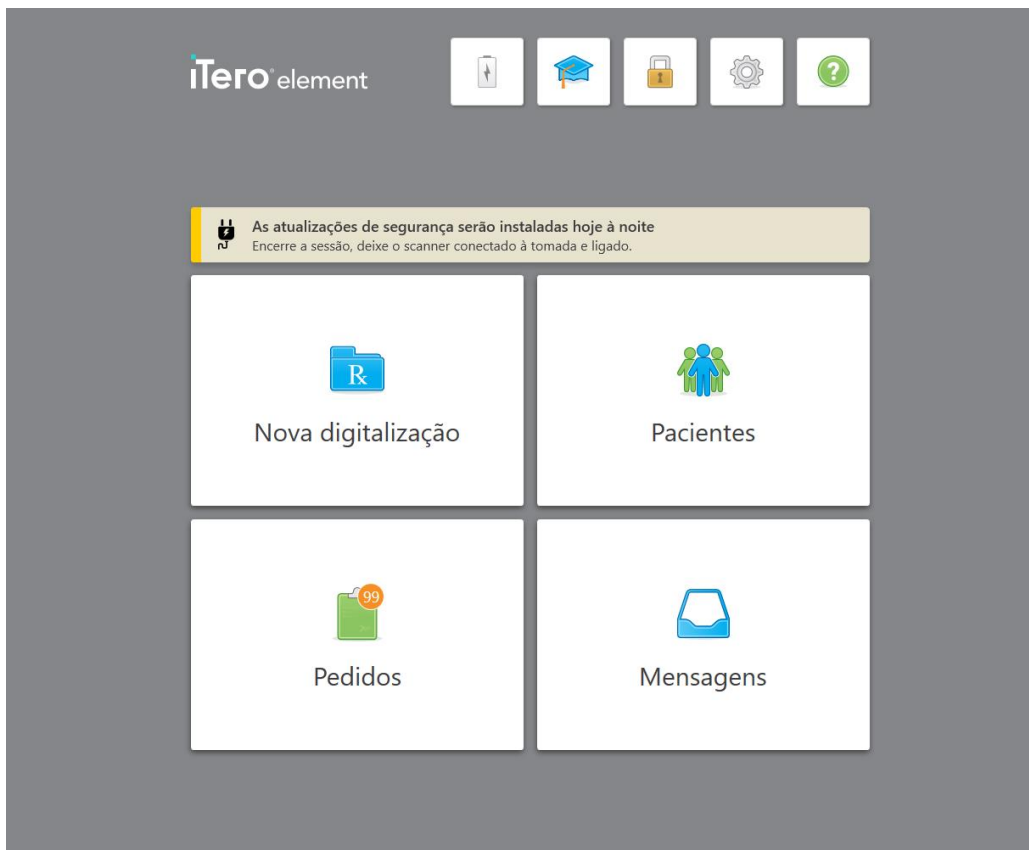 iTero element
As atualizações de segurança serão instaladas hoje à noite
Encerre a sessão, deixe o scanner conectado à tomada e ligado.
Rx
Nova digitalização
Pacientes
99
Pedidos
Mensagens